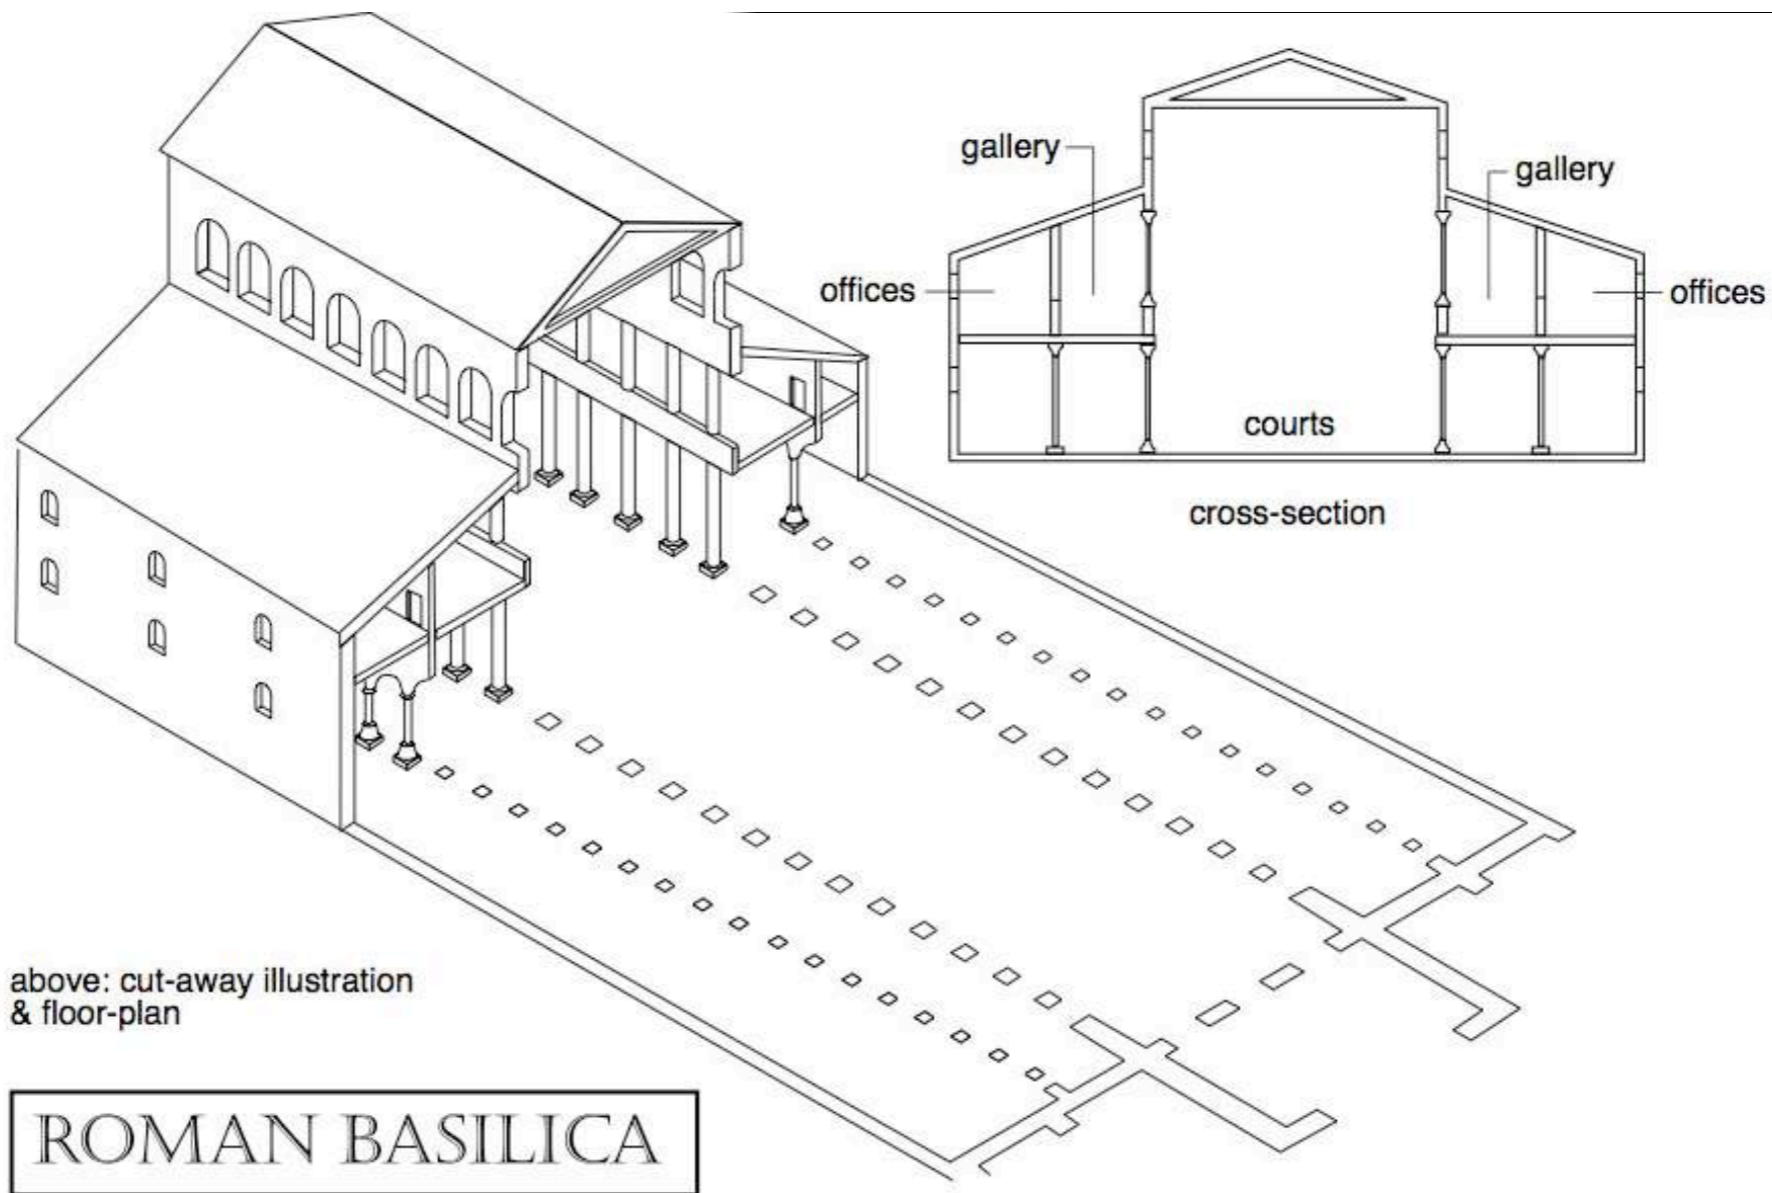 gallery
gallery
offices
offices
courts
cross-section
above: cut-away illustration
& floor-plan
ROMAN BASILICA